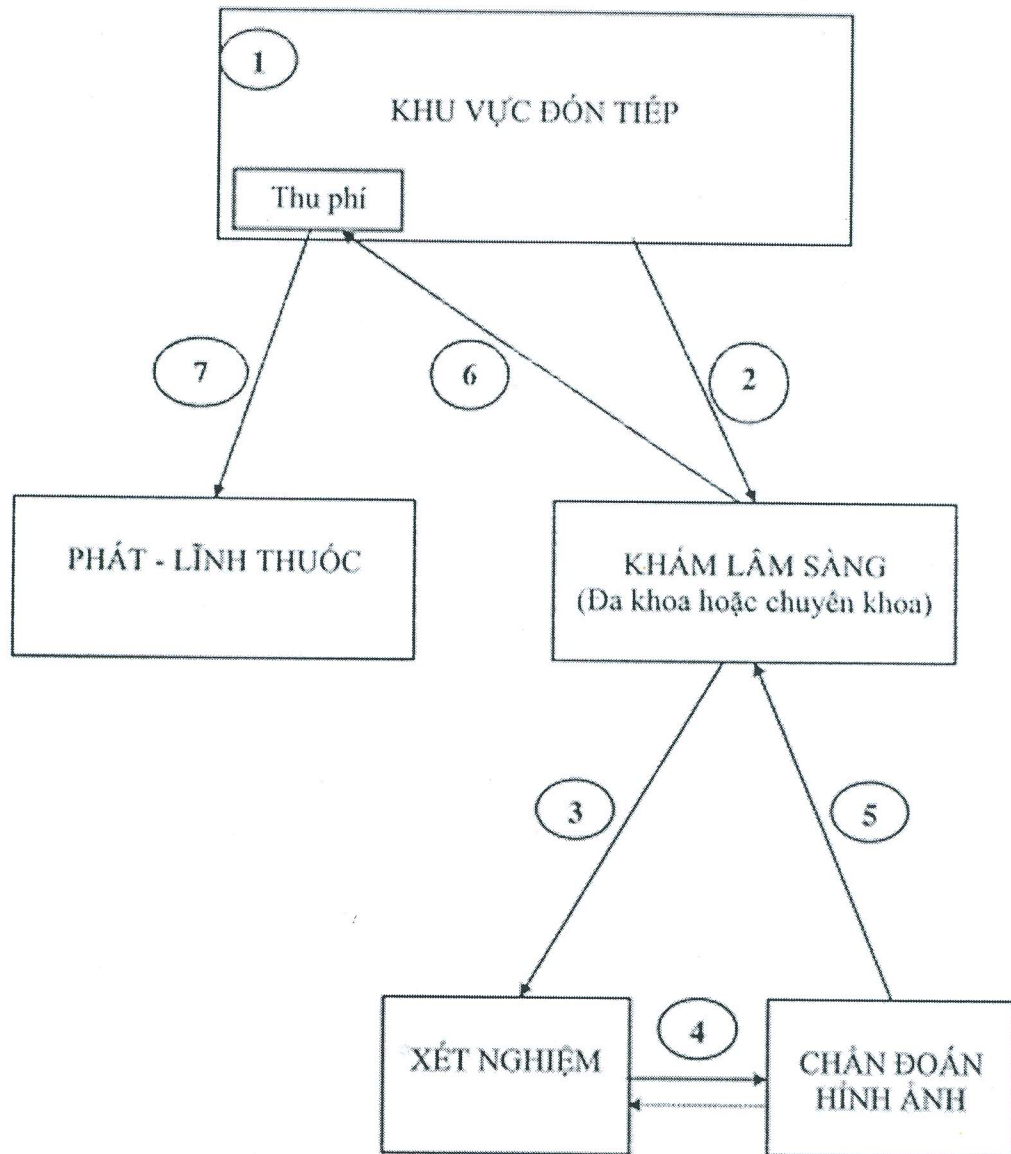 1
KHU VỰC ĐÓN TIẾP
Thu phí
7
6
2
PHÁT - LĨNH THUỐC
KHÁM LÂM SÀNG
(Đa khoa hoặc chuyên khoa)
3
5
XÉT NGHIỆM
4
CHẨN ĐOÁN
HÌNH ẢNH